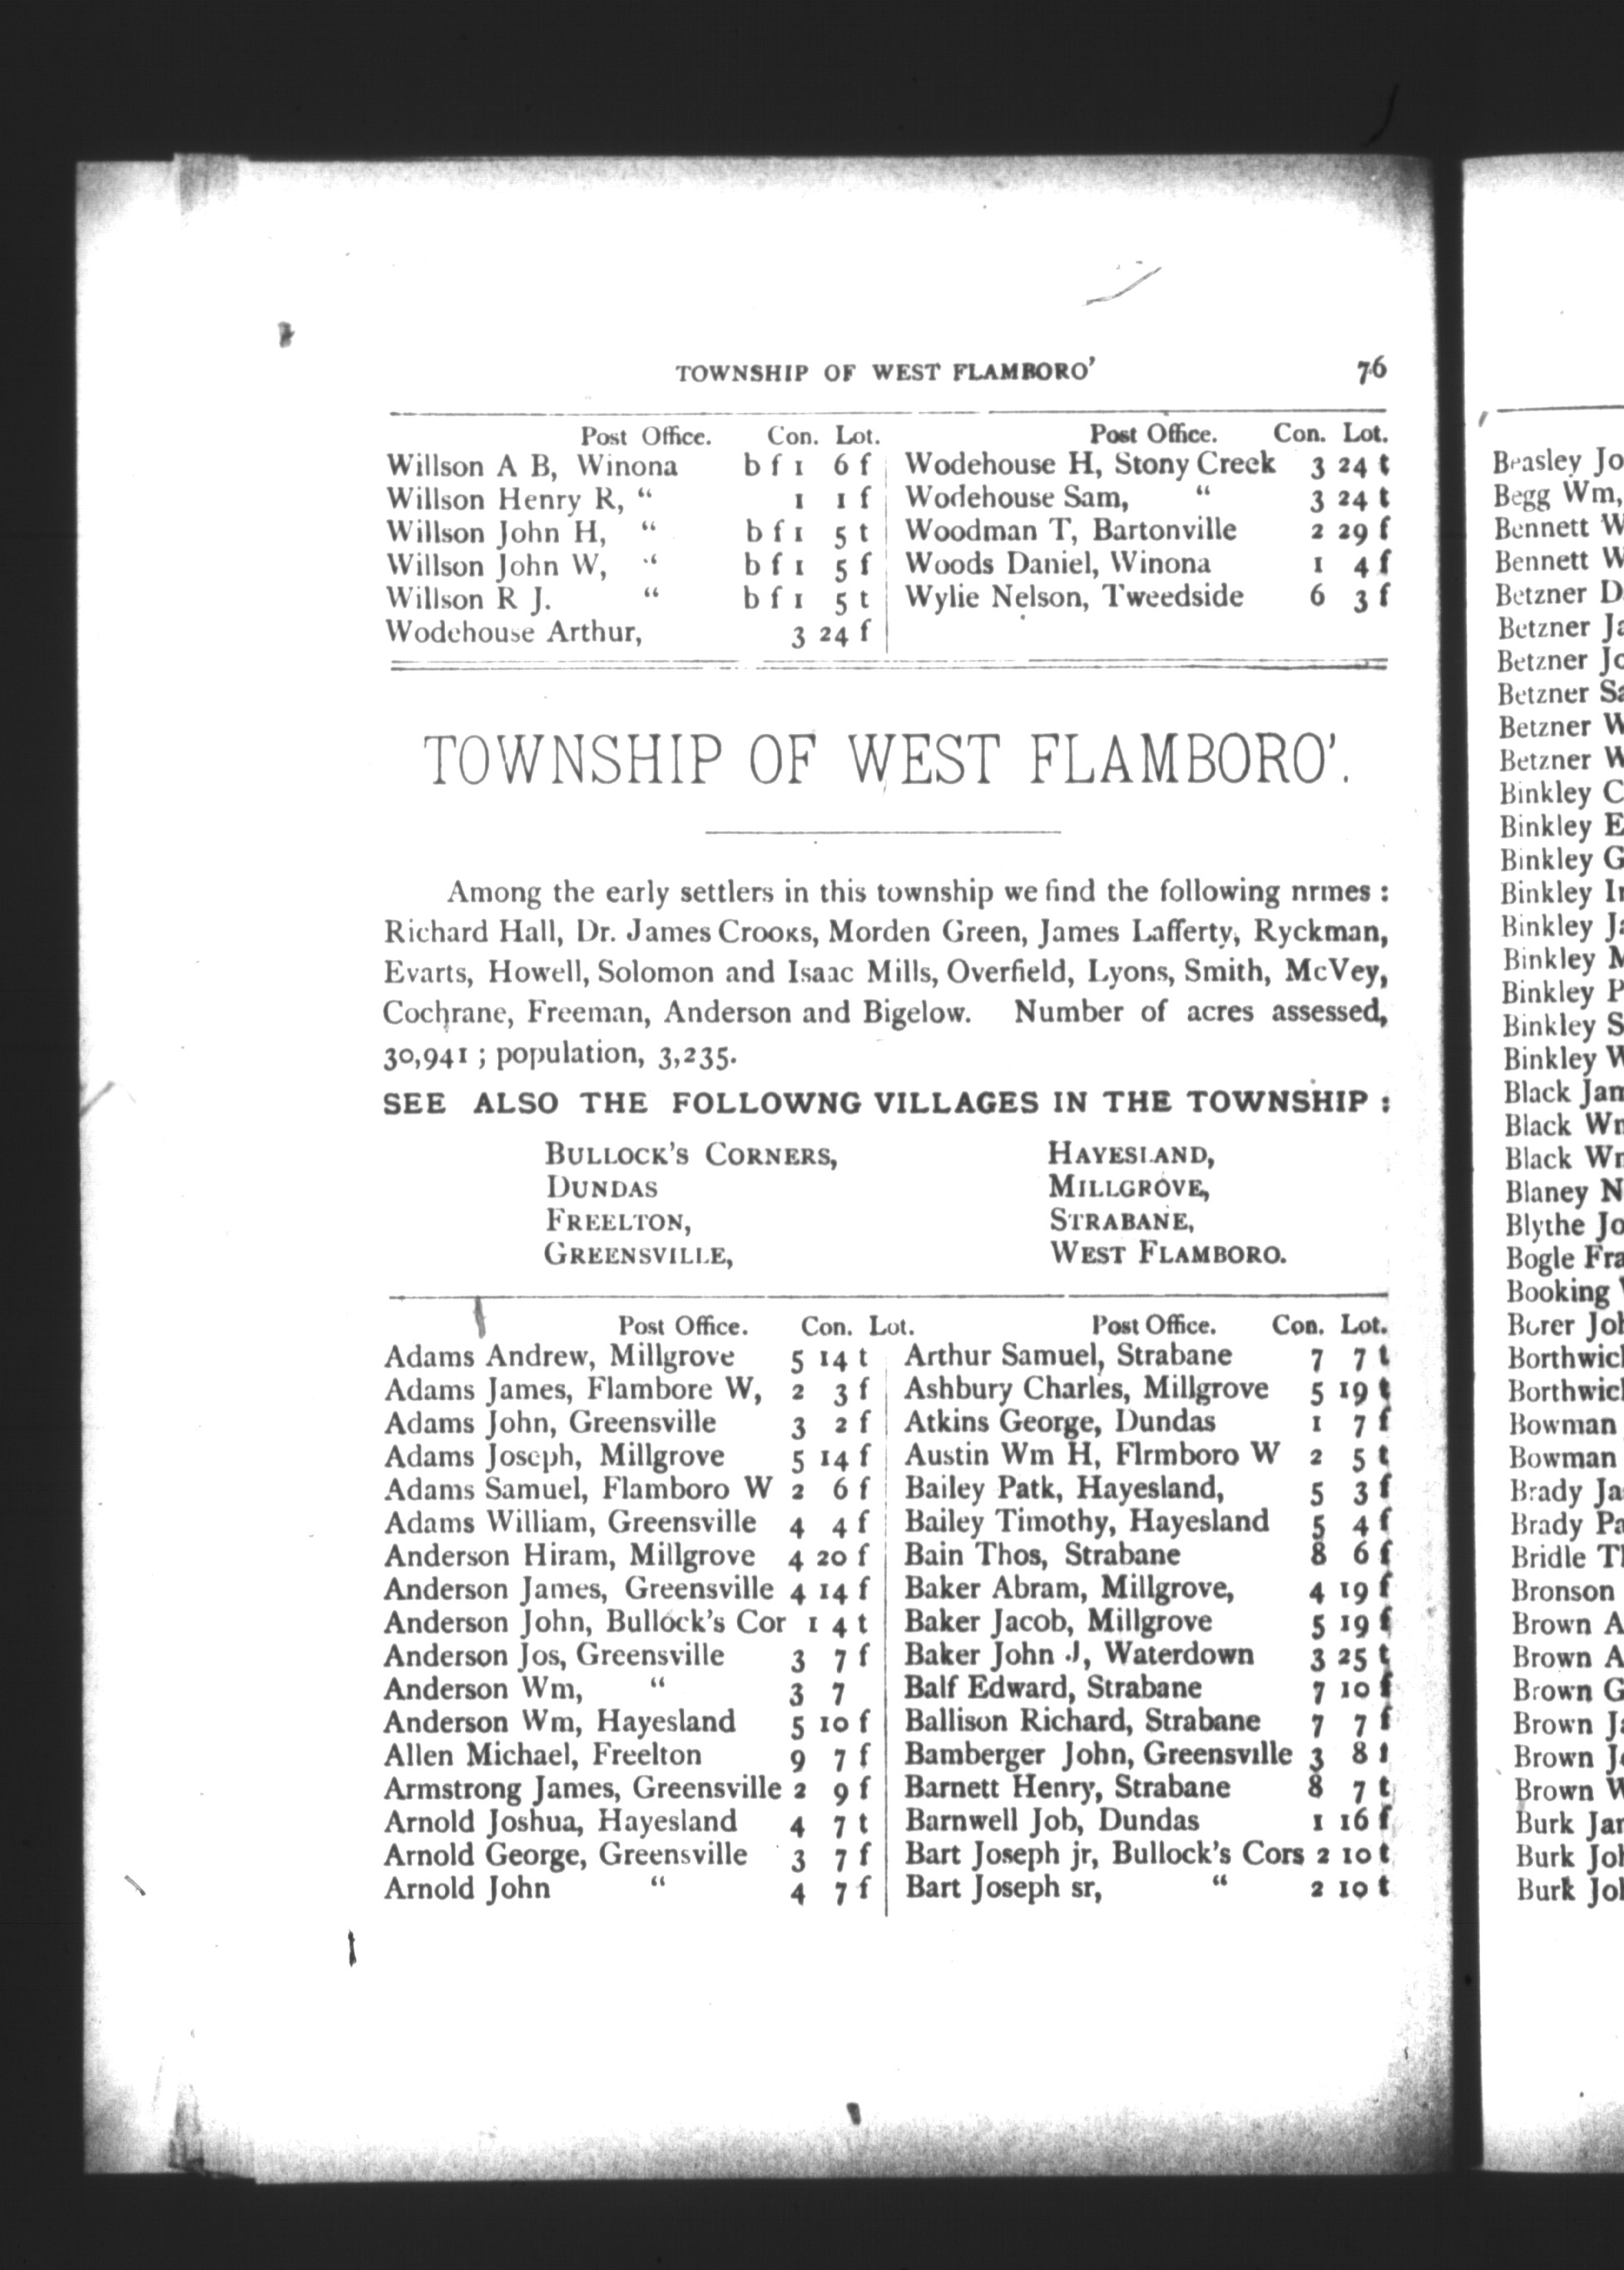 TOWNSHIP OF WEST FLAMBORO’ 76
Post Office. Con. Lot.
Willson A B, Winona b f 1 6 f
Willson Henry R, “ 1 1 f
Willson John H, “ b f 1 5 t
Willson John W, “ b f 1 5 f
Willson R J. “ b f 1 5 t
Wodehouse Arthur, 3 24 f
Post Office. Con. Lot.
Wodehouse H, Stony Creek 3 24 t
Wodehouse Sam, “ 3 24 t
Woodman T, Bartonville 2 29 f
Woods Daniel, Winona 1 4 f
Wylie Nelson, Tweedside 6 3 f
TOWNSHIP OF WEST FLAMBORO’.
Among the early settlers in this township we find the following nrmes :
Richard Hall, Dr. James Crooks, Morden Green, James Lafferty, Ryckman,
Evarts, Howell, Solomon and Isaac Mills, Overfield, Lyons, Smith, McVey,
Cochrane, Freeman, Anderson and Bigelow. Number of acres assessed,
30,941 ; population, 3,235.
SEE ALSO THE FOLLOWNG VILLAGES IN THE TOWNSHIP :
BULLOCK’S CORNERS,
DUNDAS
FREELTON,
GREENSVILLE,
HAYESLAND,
MILLGROVE,
STRABANE,
WEST FLAMBORO.
Post Office. Con. Lot.
Adams Andrew, Millgrove 5 14 t
Adams James, Flambore W, 2 3 f
Adams John, Greensville 3 2 f
Adams Joseph, Millgrove 5 14 f
Adams Samuel, Flamboro W 2 6 f
Adams William, Greensville 4 4 f
Anderson Hiram, Millgrove 4 20 f
Anderson James, Greensville 4 14 f
Anderson John, Bullock’s Cor 1 4 t
Anderson Jos, Greensville 3 7 f
Anderson Wm, “ 3 7
Anderson Wm, Hayesland 5 10 f
Allen Michael, Freelton 9 7 f
Armstrong James, Greensville 2 9 f
Arnold Joshua, Hayesland 4 7 t
Arnold George, Greensville 3 7 f
Arnold John “ 4 7 f
Post Office. Con. Lot.
Arthur Samuel, Strabane 7 7 t
Ashbury Charles, Millgrove 5 19 t
Atkins George, Dundas 1 7 f
Austin Wm H, Flrmboro W 2 5 t
Bailey Patk, Hayesland, 5 3 f
Bailey Timothy, Hayesland 5 4 f
Bain Thos, Strabane 8 6 f
Baker Abram, Millgrove, 4 19 f
Baker Jacob, Millgrove 5 19 f
Baker John J, Waterdown 3 25 t
Balf Edward, Strabane 7 10 f
Ballison Richard, Strabane 7 7 f
Bamberger John, Greensville 3 8
Barnett Henry, Strabane 8 7 t
Barnwell Job, Dundas 1 16 f
Bart Joseph jr, Bullock’s Cors 2 10 t
Bart Joseph sr, “ 2 10 t
Beasley
Begg Wm,
Bennett
Bennett
Betzner
Betzner
Betzner
Betzner
Betzner
Betzner
Binkley
Binkley
Binkley
Binkley
Binkley
Binkley
Binkley
Binkley
Binkley
Black
Black
Black
Blaney
Blythe
Bogle
Booking
Borer
Bowman
Bowman
Brady
Brady
Bridle
Bronson
Brown
Brown
Brown
Brown
Brown
Brown
Burk
Burk
Burk